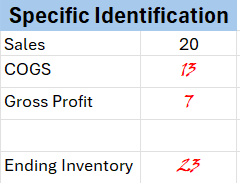 Specific Identification
Sales 20
COGS 13
Gross Profit 7
Ending Inventory 23